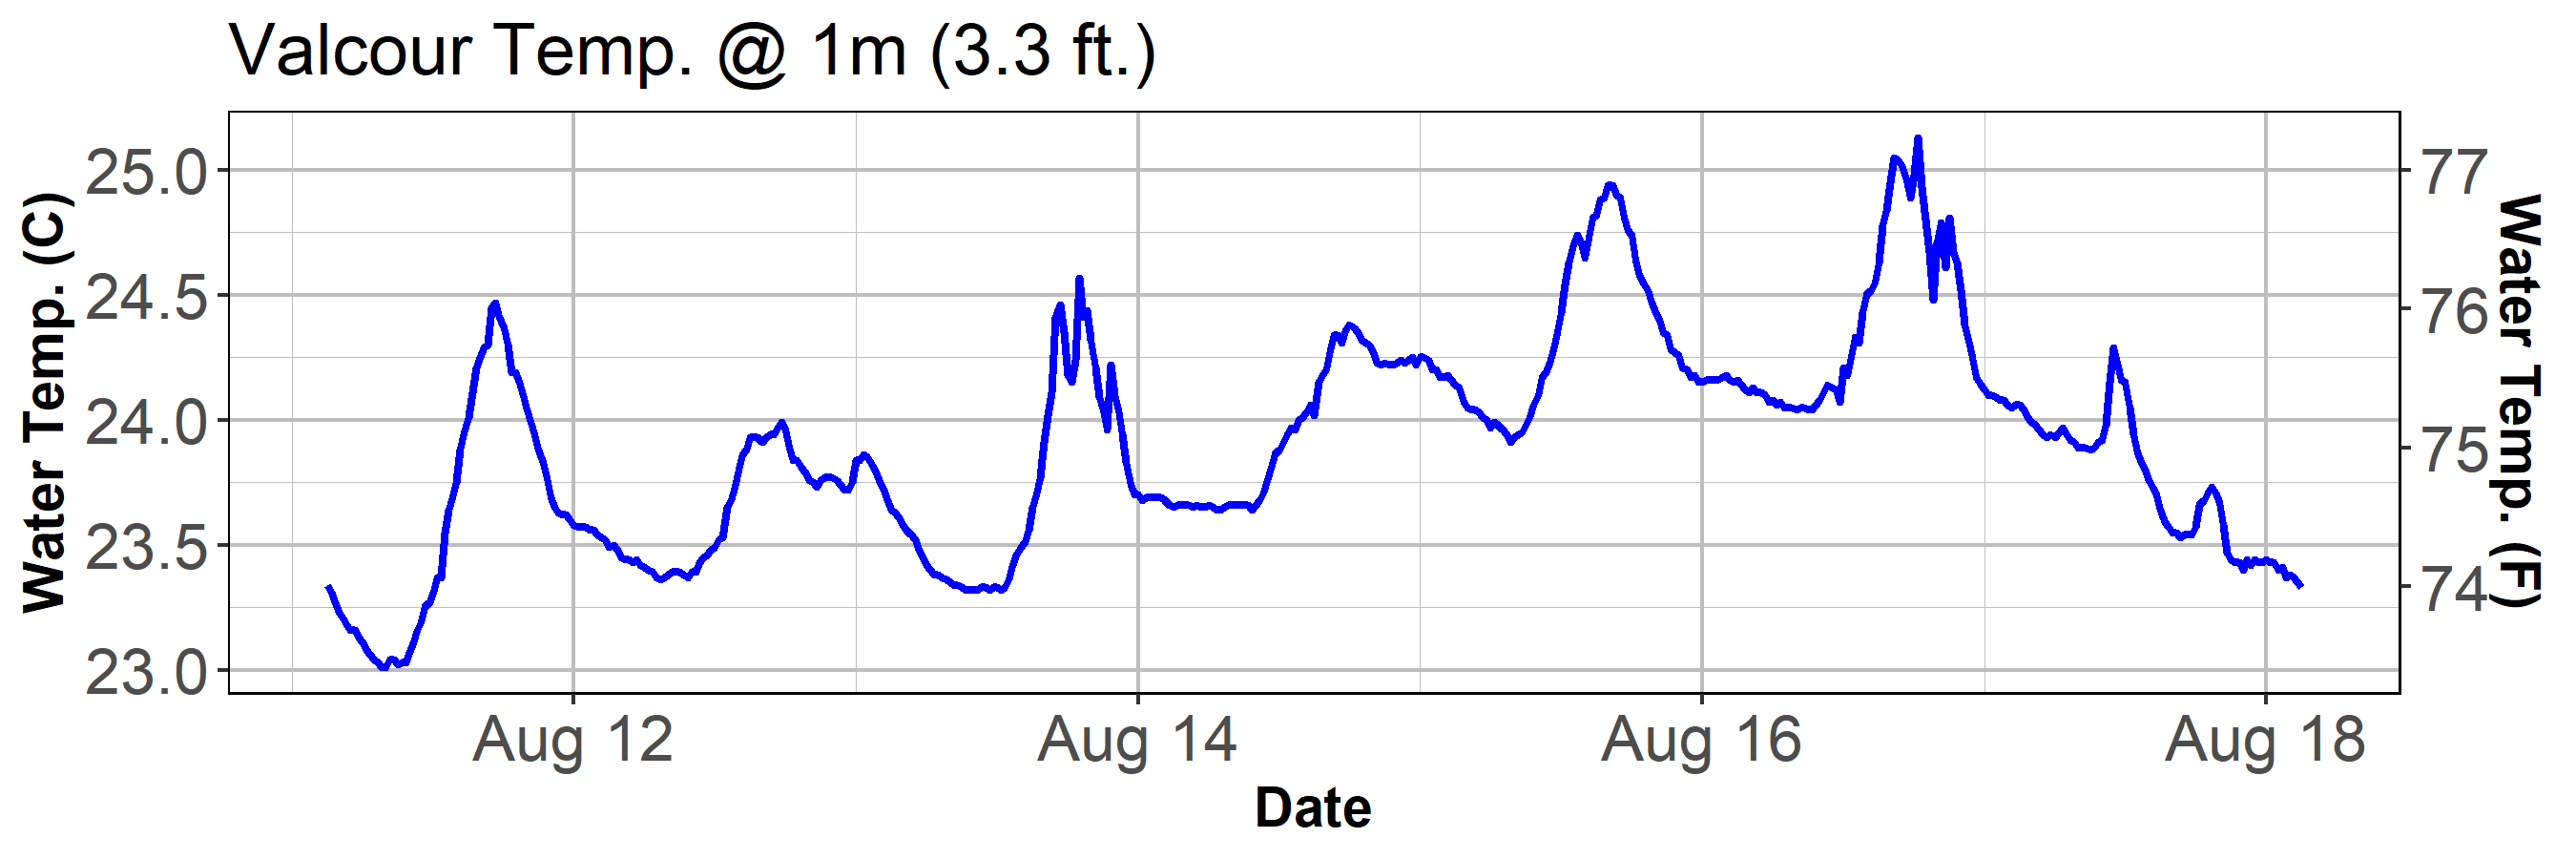 Valcour Temp. @ 1m (3.3 ft.)
Water Temp. (C)
25.0
24.5
24.0
23.5
23.0
77
76
75
74
Water Temp. (F)
Aug 12
Aug 14
Aug 16
Aug 18
Date